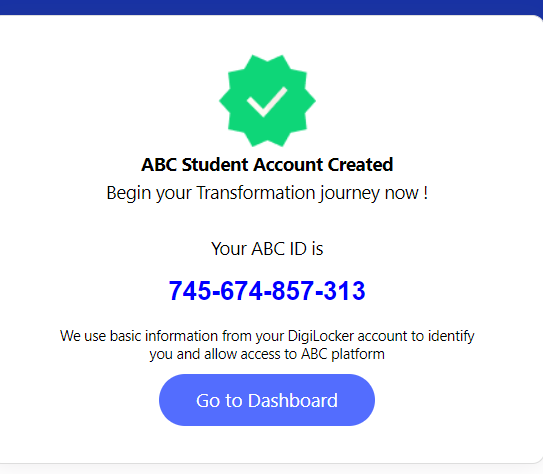 ABC Student Account Created
Begin your Transformation journey now !
Your ABC ID is
745-674-857-313
We use basic information from your DigiLocker account to identify
you and allow access to ABC platform
Go to Dashboard